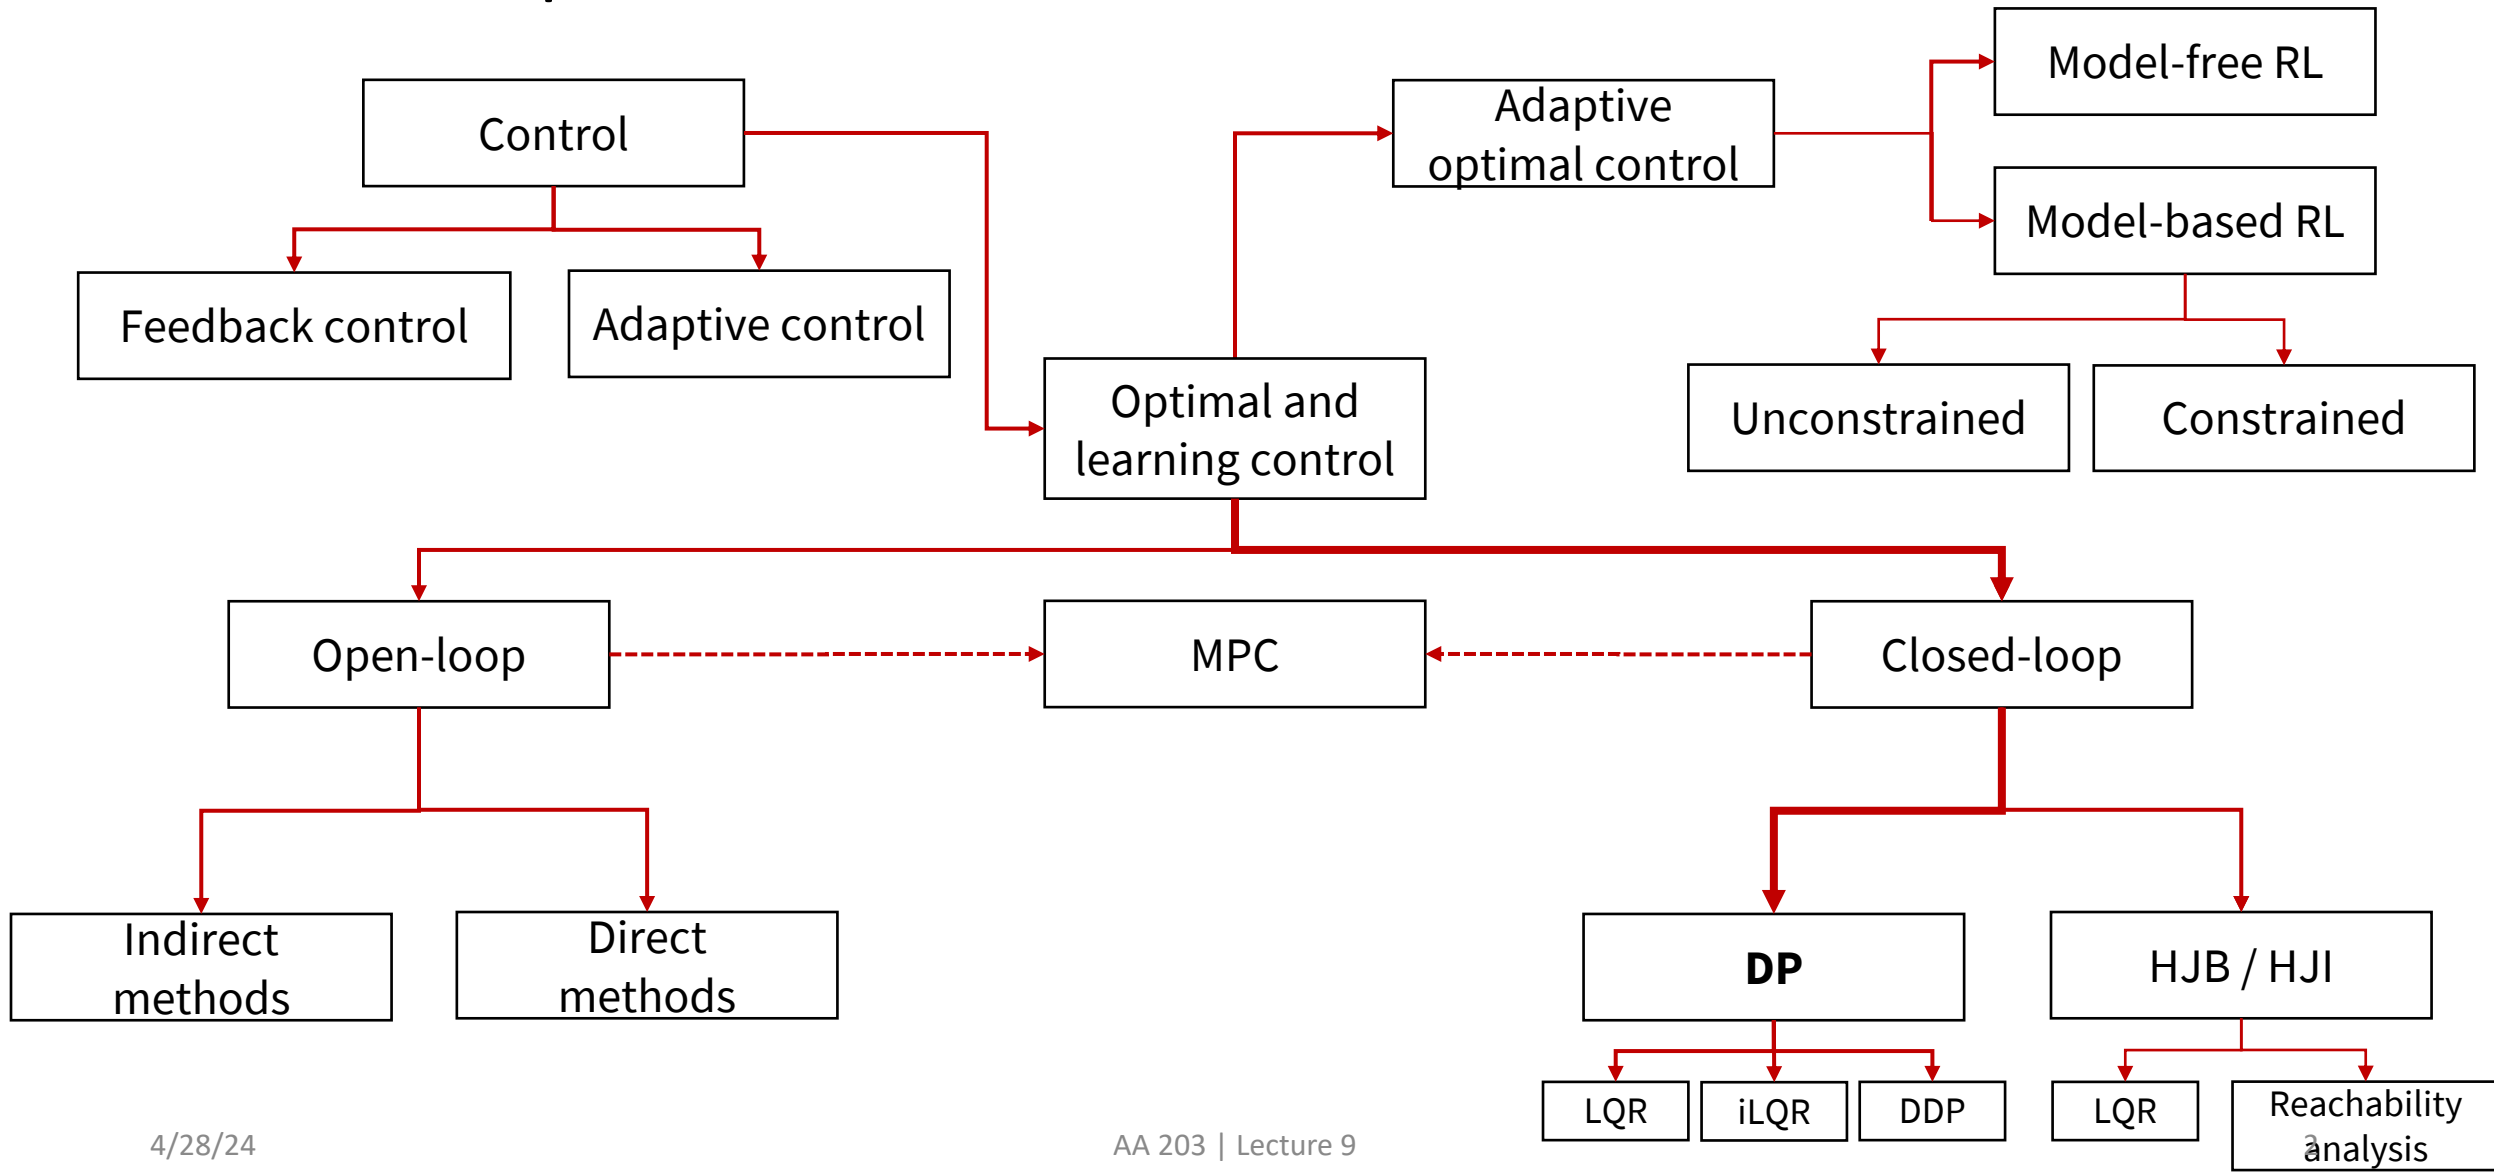 Model-free RL
Control
Adaptive
optimal control
Model-based RL
Feedback control
Adaptive control
Optimal and
learning control
Unconstrained
Constrained
Open-loop
MPC
Closed-loop
Indirect
methods
Direct
methods
DP
HJB / HJI
LQR
iLQR
DDP
LQR
Reachability
analysis
4/28/24
AA 203 | Lecture 9